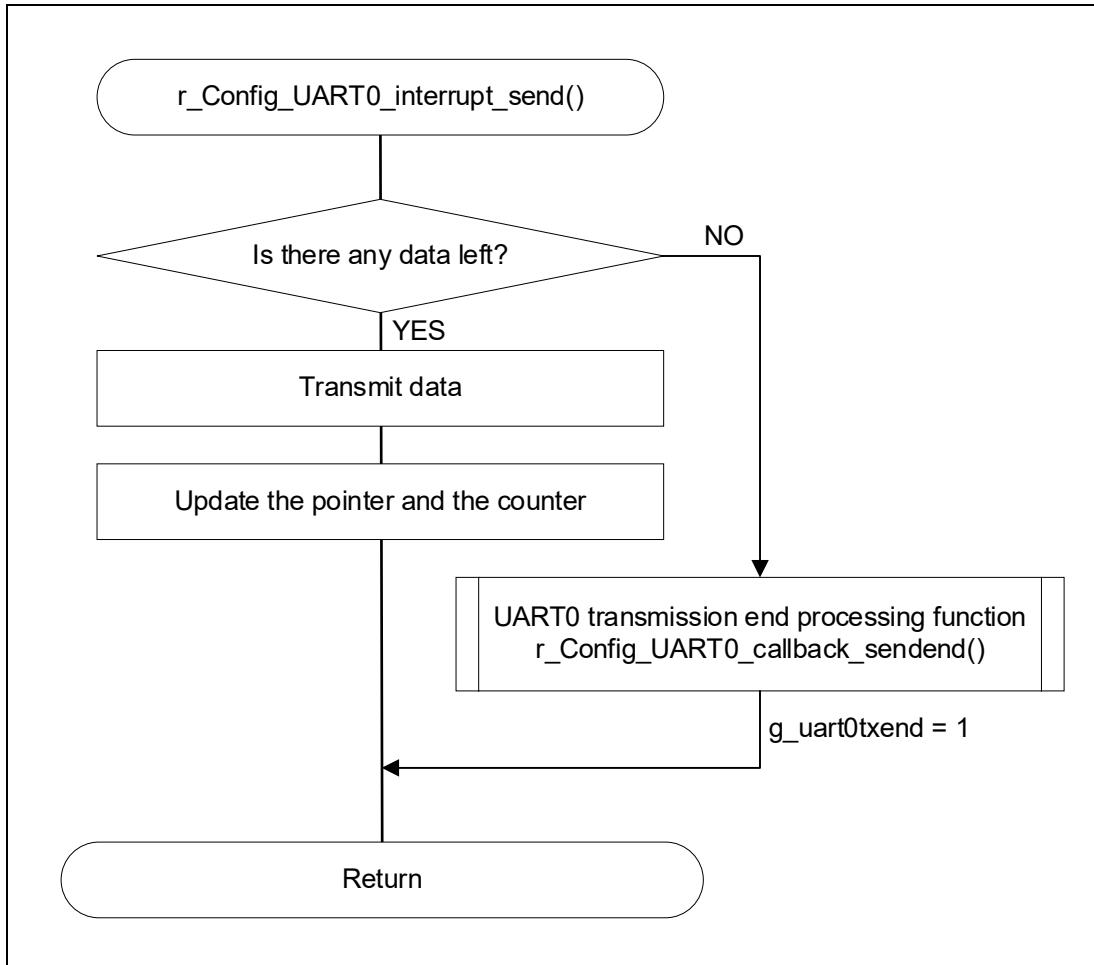 r_Config_UART0_interrupt_send()
Is there any data left?
NO
YES
Transmit data
Update the pointer and the counter
UART0 transmission end processing function
r_Config_UART0_callback_sendend()
g_uart0txend = 1
Return